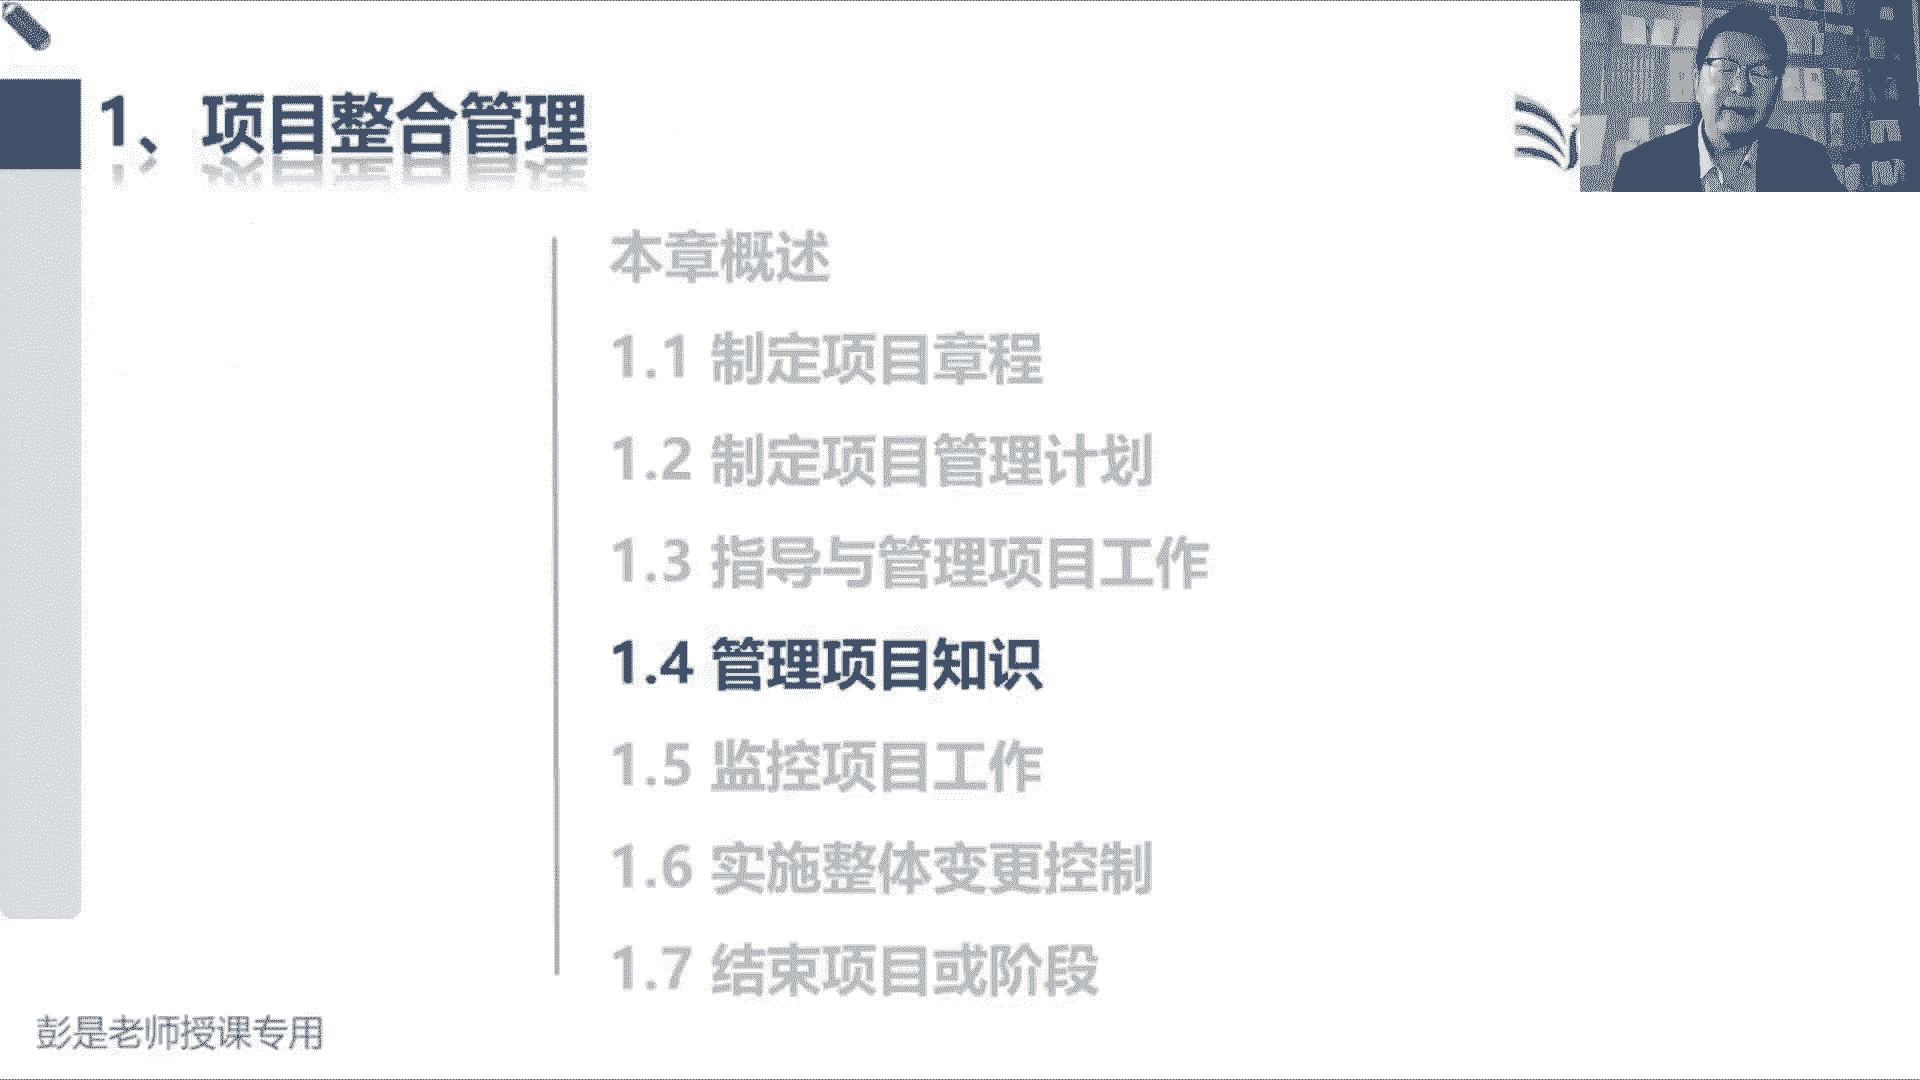 1、项目整合管理
本章概述
1.1 制定项目章程
1.2 制定项目管理计划
1.3 指导与管理项目工作
1.4 管理项目知识
1.5 监控项目工作
1.6 实施整体变更控制
1.7 结束项目或阶段
彭是老师授课专用